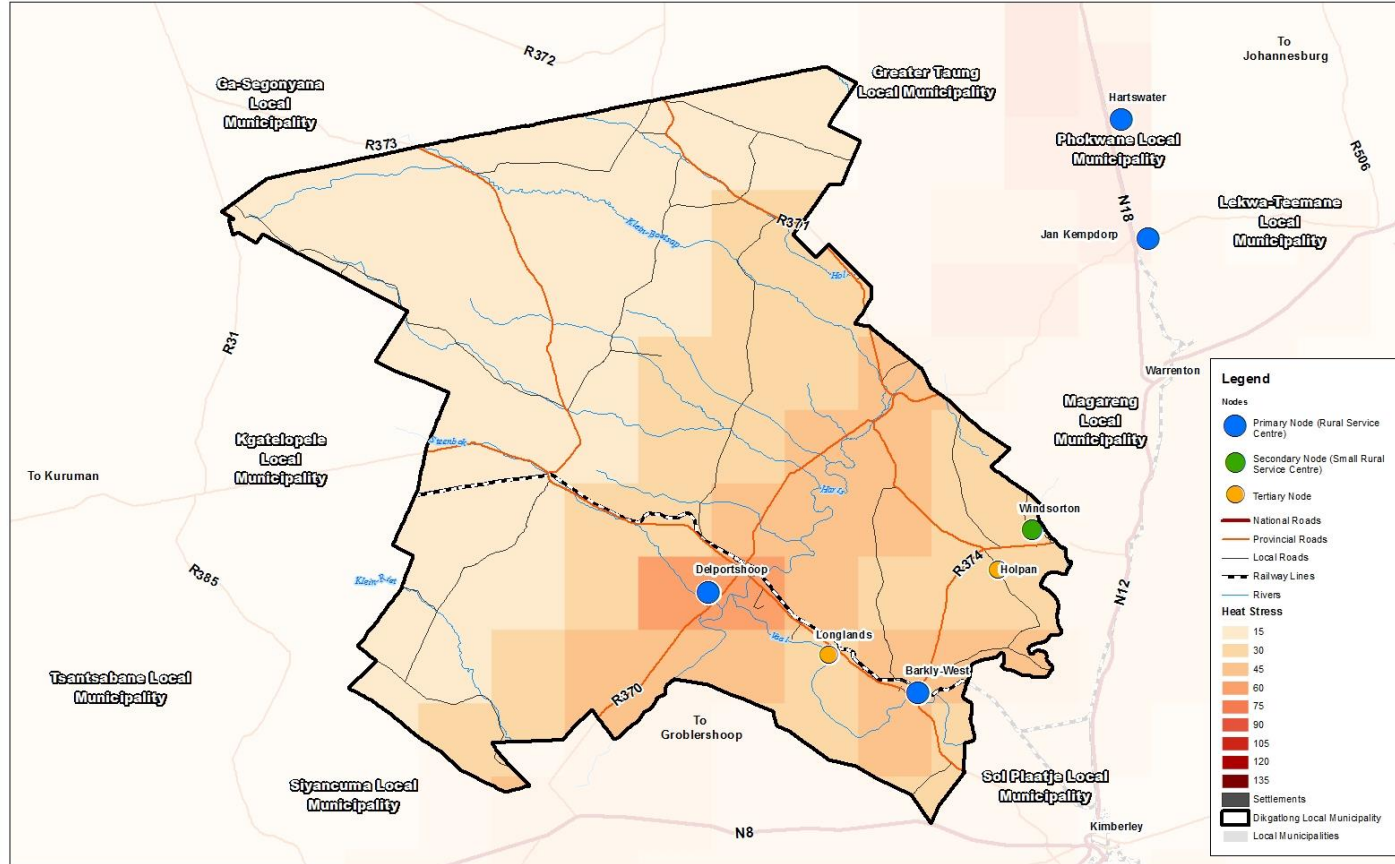 R372
To
Johannesburg
Ga-Segonyana
Local
Municipality
Greater Taung
Local Municipality
Hartswater
Phokwane Local
Municipality
R373
R506
N18
Lekwa-Teemane
Local
Municipality
Klein-Boetsap
R371
Jan Kempdorp
Hol
R31
Warrenton
Magareng
Local
Municipality
Kgatelopele
Local
Municipality
To Kuruman
Harts
Windsorton
R374
Holpan
Delportshoop
R385
N12
Vaal
Longlands
Barkly-West
Tsantsabane Local
Municipality
R370
To
Groblershoop
Siyancuma Local
Municipality
Sol Plaatje Local
Municipality
N8
Kimberley
Legend
Nodes
Primary Node (Rural Service
Centre)
Secondary Node (Small Rural
Service Centre)
Tertiary Node
National Roads
Provincial Roads
Local Roads
Railway Lines
Rivers
Heat Stress
15
30
45
60
75
90
105
120
135
Settlements
Dikgatlong Local Municipality
Local Municipalities